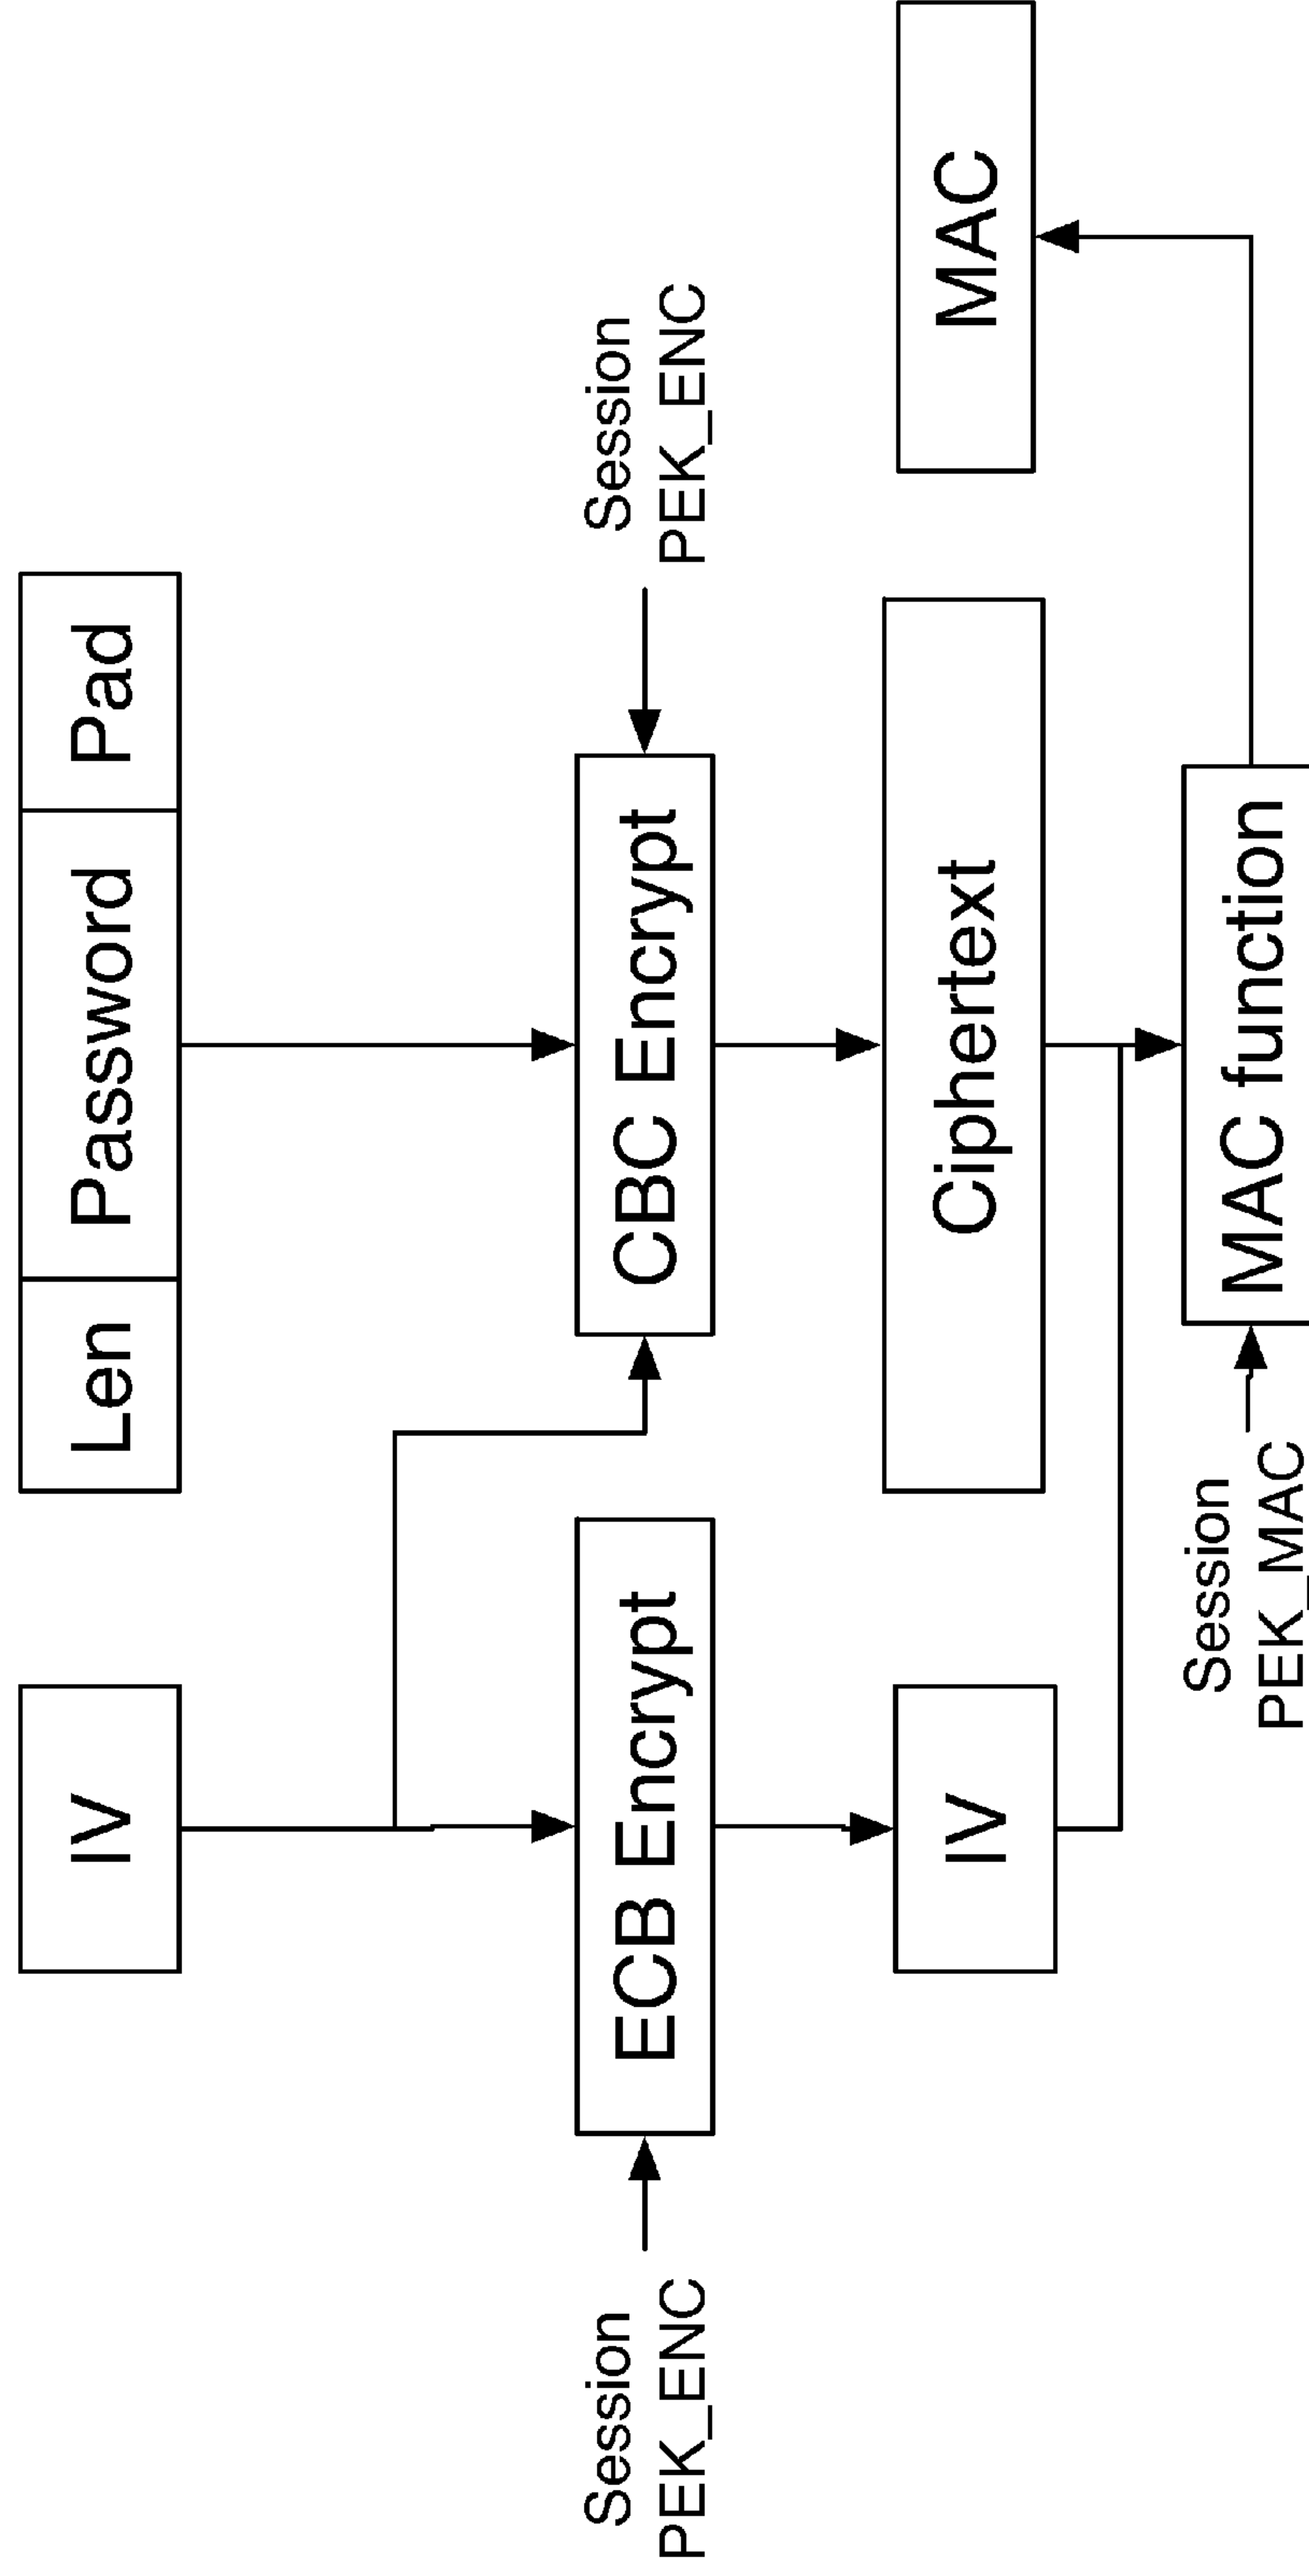 IV
Len
Password
Pad
Session
PEK_ENC
ECB Encrypt
CBC Encrypt
Session
PEK_ENC
IV
Ciphertext
MAC
Session
PEK_MAC
MAC function